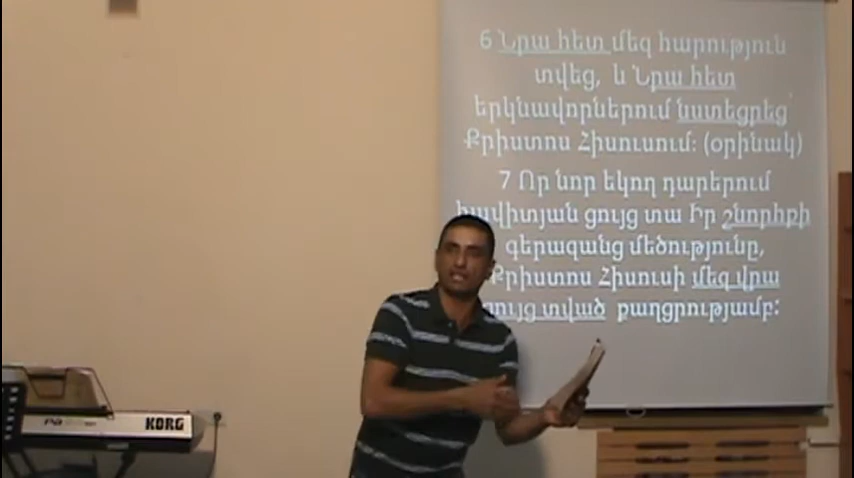 6 Նրա հետ մեզ հարություն
տվեց, և Նրա հետ
երկնավորներում նստեցրեց՝
Քրիստոս Հիսուսում: (օրինակ)
7 Որ նոր եկող դարերում
հավիտյան ցույց տա Իր շնորհքի
գերազանց մեծությունը,
Քրիստոս Հիսուսի մեզ վրա
ցույց տված քաղցրությամբ:
KORG